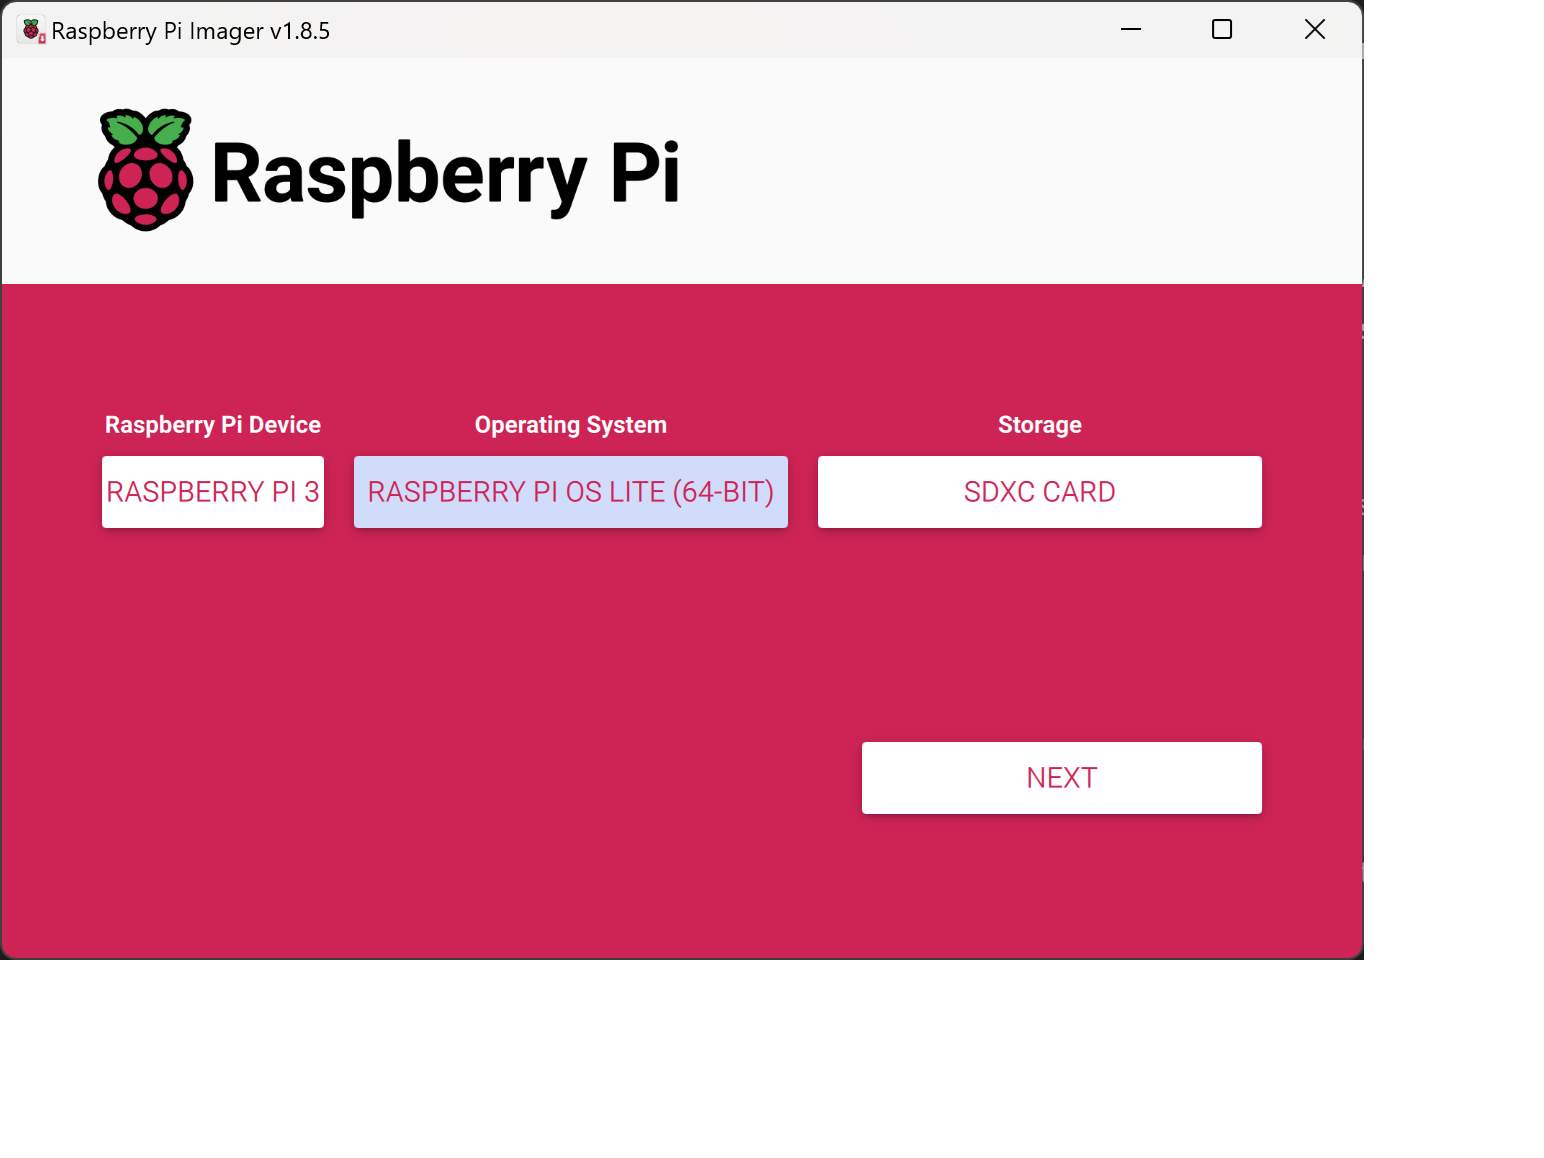 Raspberry Pi Imager v1.8.5
Raspberry Pi
Raspberry Pi Device
Operating System
Storage
RASPBERRY PI 3
RASPBERRY PI OS LITE (64-BIT)
SDXC CARD
NEXT